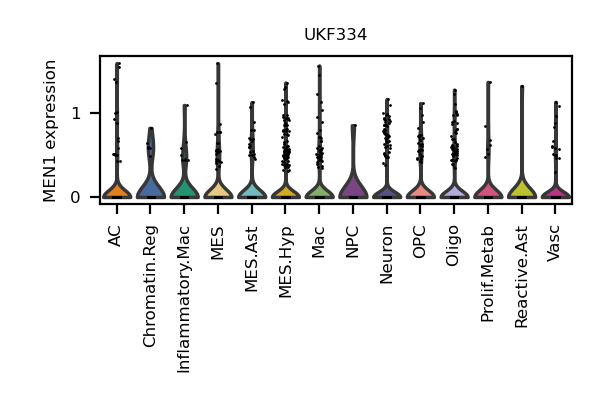 UKF334
MEN1 expression
1
0
AC
Chromatin.Reg
Inflammatory.Mac
MES
MES.Ast
MES.Hyp
Mac
NPC
Neuron
OPC
Oligo
Prolif.Metab
Reactive.Ast
Vasc